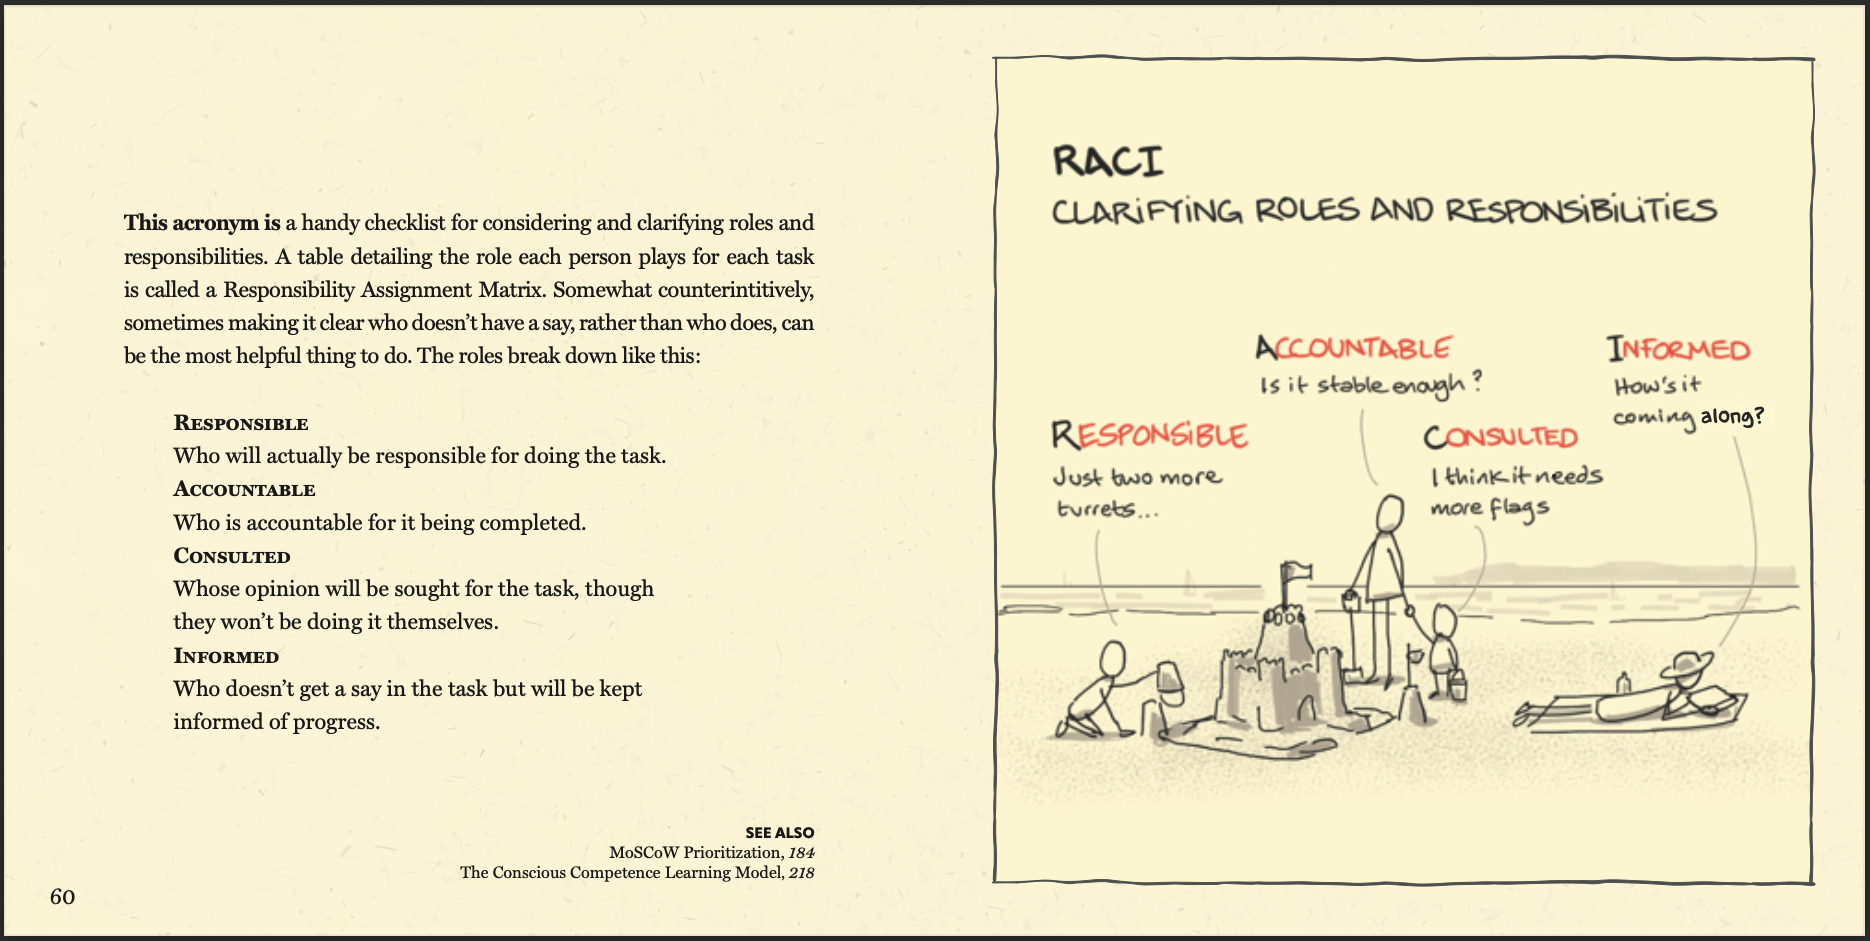 This acronym is a handy checklist for considering and clarifying roles and
responsibilities. A table detailing the role each person plays for each task
is called a Responsibility Assignment Matrix. Somewhat counterintitively,
sometimes making it clear who doesn’t have a say, rather than who does, can
be the most helpful thing to do. The roles break down like this:
RESPONSIBLE
Who will actually be responsible for doing the task.
ACCOUNTABLE
Who is accountable for it being completed.
CONSULTED
Whose opinion will be sought for the task, though
they won’t be doing it themselves.
INFORMED
Who doesn’t get a say in the task but will be kept
informed of progress.
SEE ALSO
MoSCoW Prioritization, 184
The Conscious Competence Learning Model, 218
60
RACI
CLARIFYING ROLES AND RESPONSIBILITIES
RESPONSIBLE
Just two more
turrets...
ACCOUNTABLE
Is it stable enough?
CONSULTED
I think it needs
more flags
INFORMED
How's it
coming along?